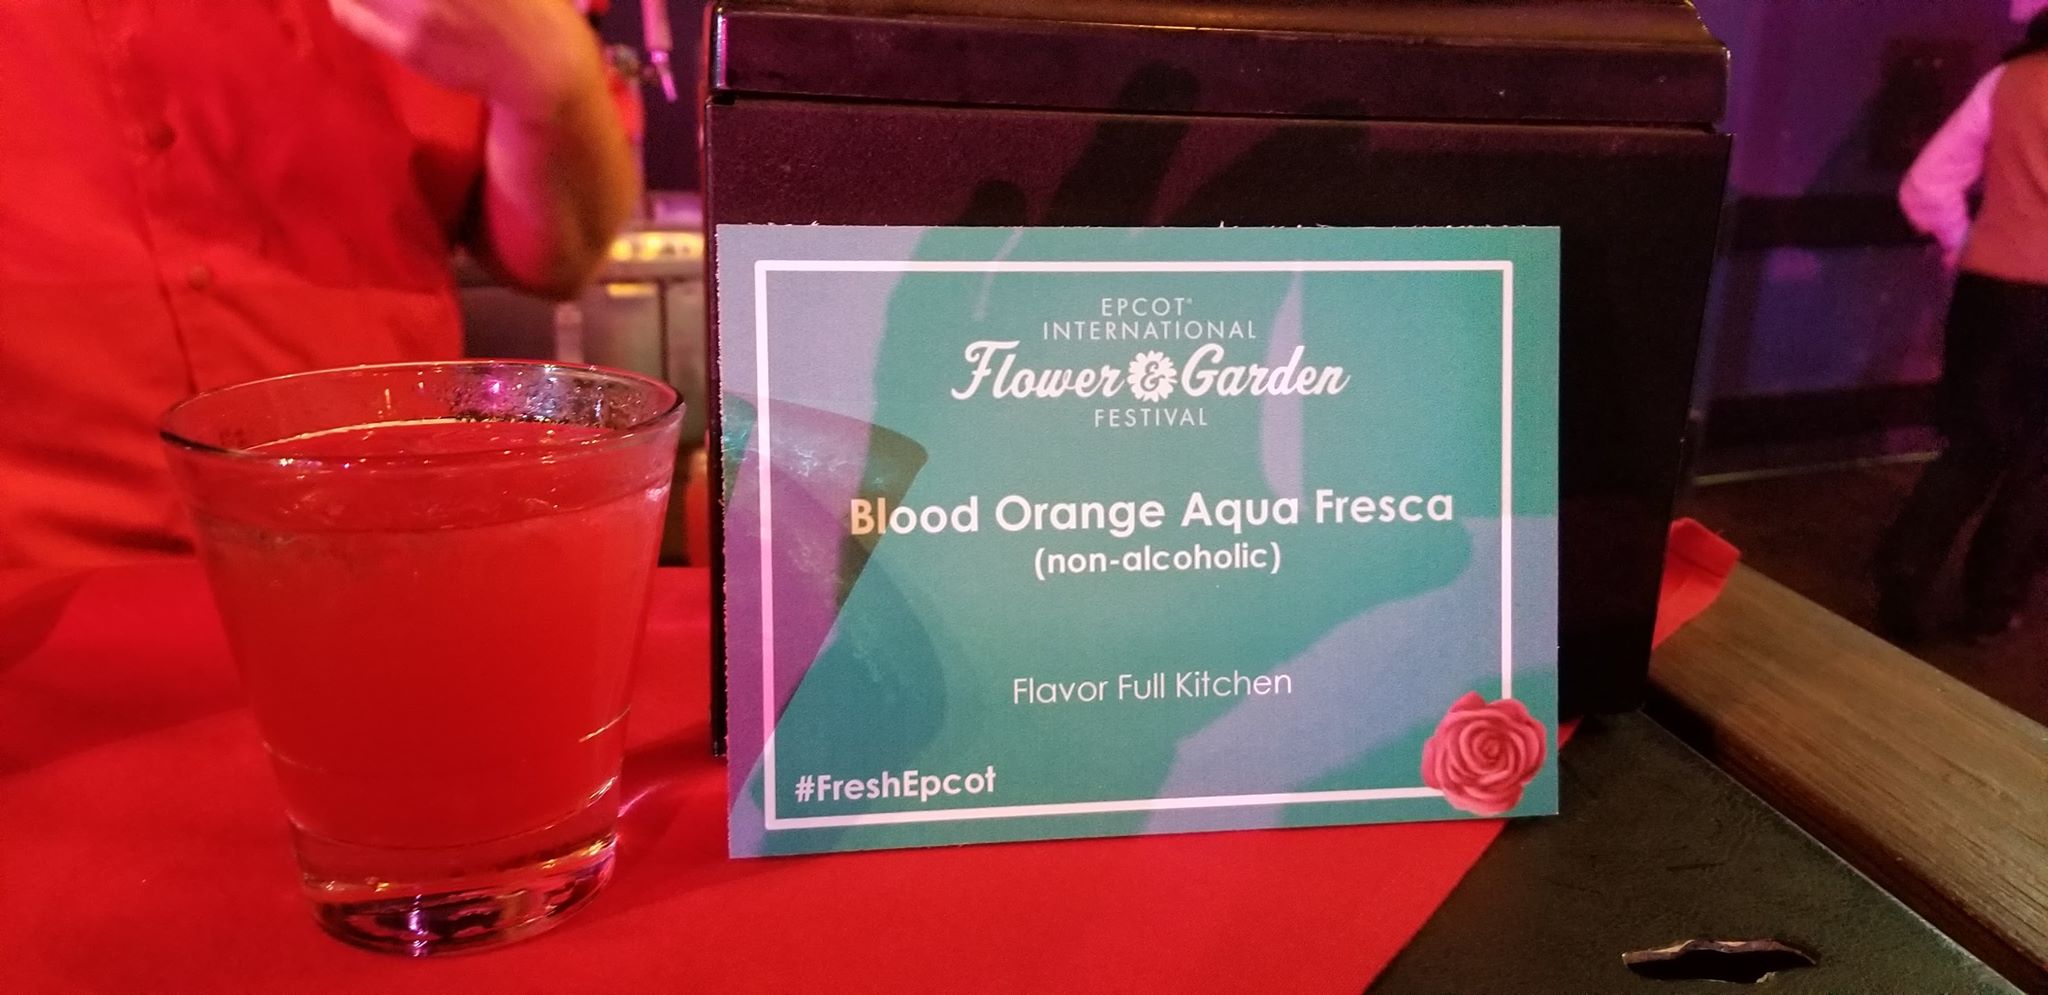 EPCOT®
INTERNATIONAL
Flower & Garden
FESTIVAL
Blood Orange Aqua Fresca
(non-alcoholic)
Flavor Full Kitchen
#FreshEpcot